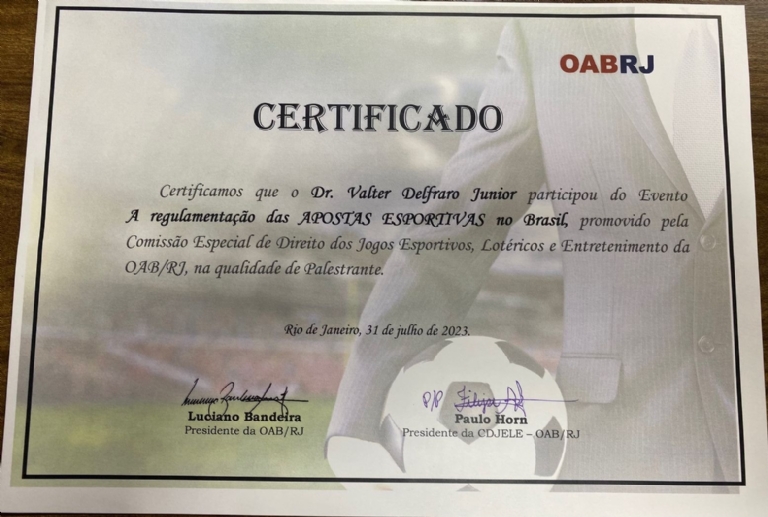 OABRJ
CERTIFICADO
Certificamos que o Dr. Valter Delfraro Junior participou do Evento
A regulamentação das APOSTAS ESPORTIVAS no Brasil, promovido pela
Comissão Especial de Direito dos Jogos Esportivos, Lotéricos e Entretenimento da
OAB/RJ, na qualidade de Palestrante.
Rio de Janeiro, 31 de julho de 2023.
P/P
Luciano Bandeira
Paulo Horn
Presidente da OAB/RJ
Presidente da CDJELE – OAB/RJ